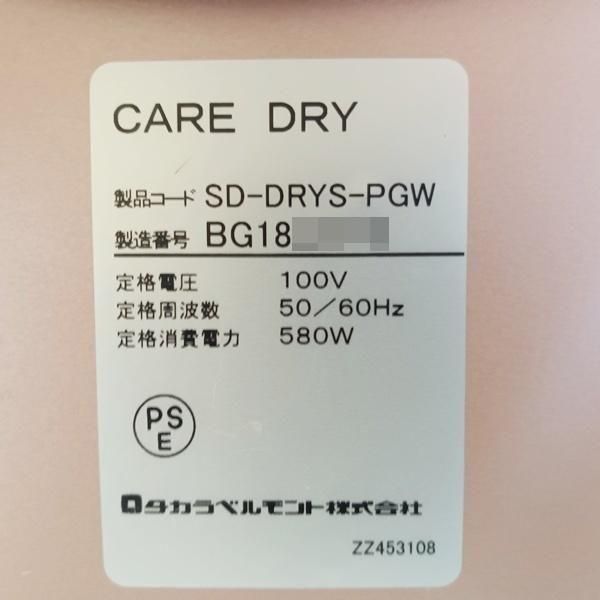 CARE DRY
製品コード SD-DRYS-PGW
製造番号 BG18
定格電圧 100V
定格周波数 50/60Hz
定格消費電力 580W
PS
E
タカラベルモント株式会社
ZZ453108